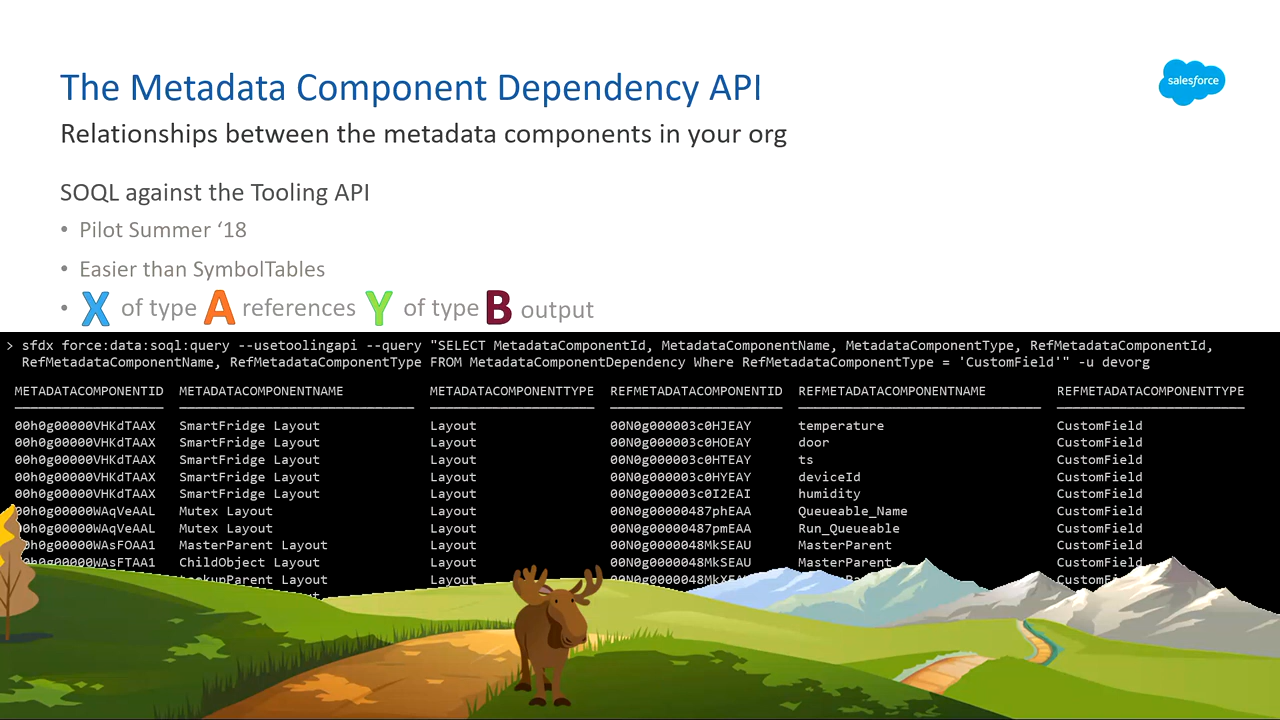 The Metadata Component Dependency API
salesforce
Relationships between the metadata components in your org
SOQL against the Tooling API
• Pilot Summer ‘18
• Easier than SymbolTables
• X of type A references Y of type B output
> sfdx force:data:soql:query --usetoolingapi --query "SELECT MetadataComponentId, MetadataComponentName, MetadataComponentType, RefMetadataComponentId,
RefMetadataComponentName, RefMetadataComponentType FROM MetadataComponentDependency Where RefMetadataComponentType = 'CustomField'" -u devorg
METADATACOMPONENTID METADATACOMPONENTNAME METADATACOMPONENTTYPE REFMETADATACOMPONENTID REFMETADATACOMPONENTNAME REFMETADATACOMPONENTTYPE
00h0g00000VHKdTAAX SmartFridge Layout Layout 00N0g000003c0HJEAY temperature CustomField
00h0g00000VHKdTAAX SmartFridge Layout Layout 00N0g000003c0HOEAY door CustomField
00h0g00000VHKdTAAX SmartFridge Layout Layout 00N0g000003c0HTEAY ts CustomField
00h0g00000VHKdTAAX SmartFridge Layout Layout 00N0g000003c0HYEAY deviceId CustomField
00h0g00000VHKdTAAX SmartFridge Layout Layout 00N0g000003c0I2EAI humidity CustomField
00h0g00000WAqVeAAL Mutex Layout Layout 00N0g00000487phEAA Queueable_Name CustomField
00h0g00000WAqVeAAL Mutex Layout Layout 00N0g00000487pmEAA Run_Queueable CustomField
0h0g00000WAsFOAA1 MasterParent Layout Layout 00N0g0000048MkSEAU MasterParent CustomField
00h0g00000WAsFTAA1 ChildObject Layout Layout 00N0g0000048MkSEAU MasterParent CustomField
Layout Layout